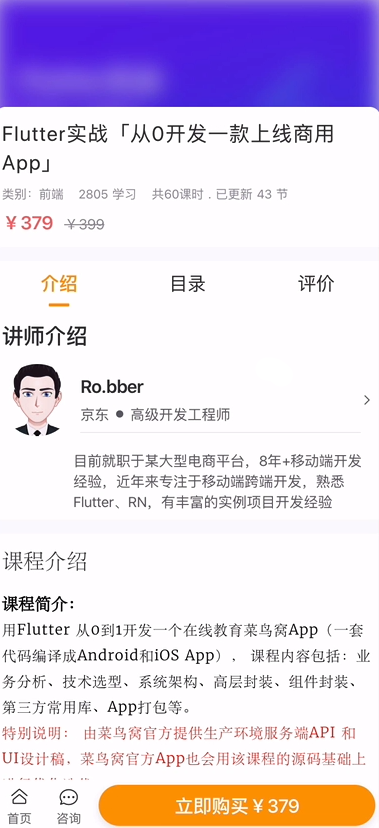 Flutter实战「从0开发一款上线商用
App」
类别：前端 2805 学习 共60课时 . 已更新 43 节
￥379 ￥399
介绍 目录 评价
讲师介绍
Ro.bber
京东 ● 高级开发工程师
目前就职于某大型电商平台，8年+移动端开发
经验，近年来专注于移动端跨端开发，熟悉
Flutter、RN，有丰富的实例项目开发经验
课程介绍
课程简介：
用Flutter 从0到1开发一个在线教育菜鸟窝App（一套
代码编译成Android和iOS App）， 课程内容包括：业
务分析、技术选型、系统架构、高层封装、组件封装、
第三方常用库、App打包等。
特别说明： 由菜鸟窝官方提供生产环境服务端API 和
UI设计稿，菜鸟窝官方App也会用该课程的源码基础上
首页 咨询 立即购买￥379